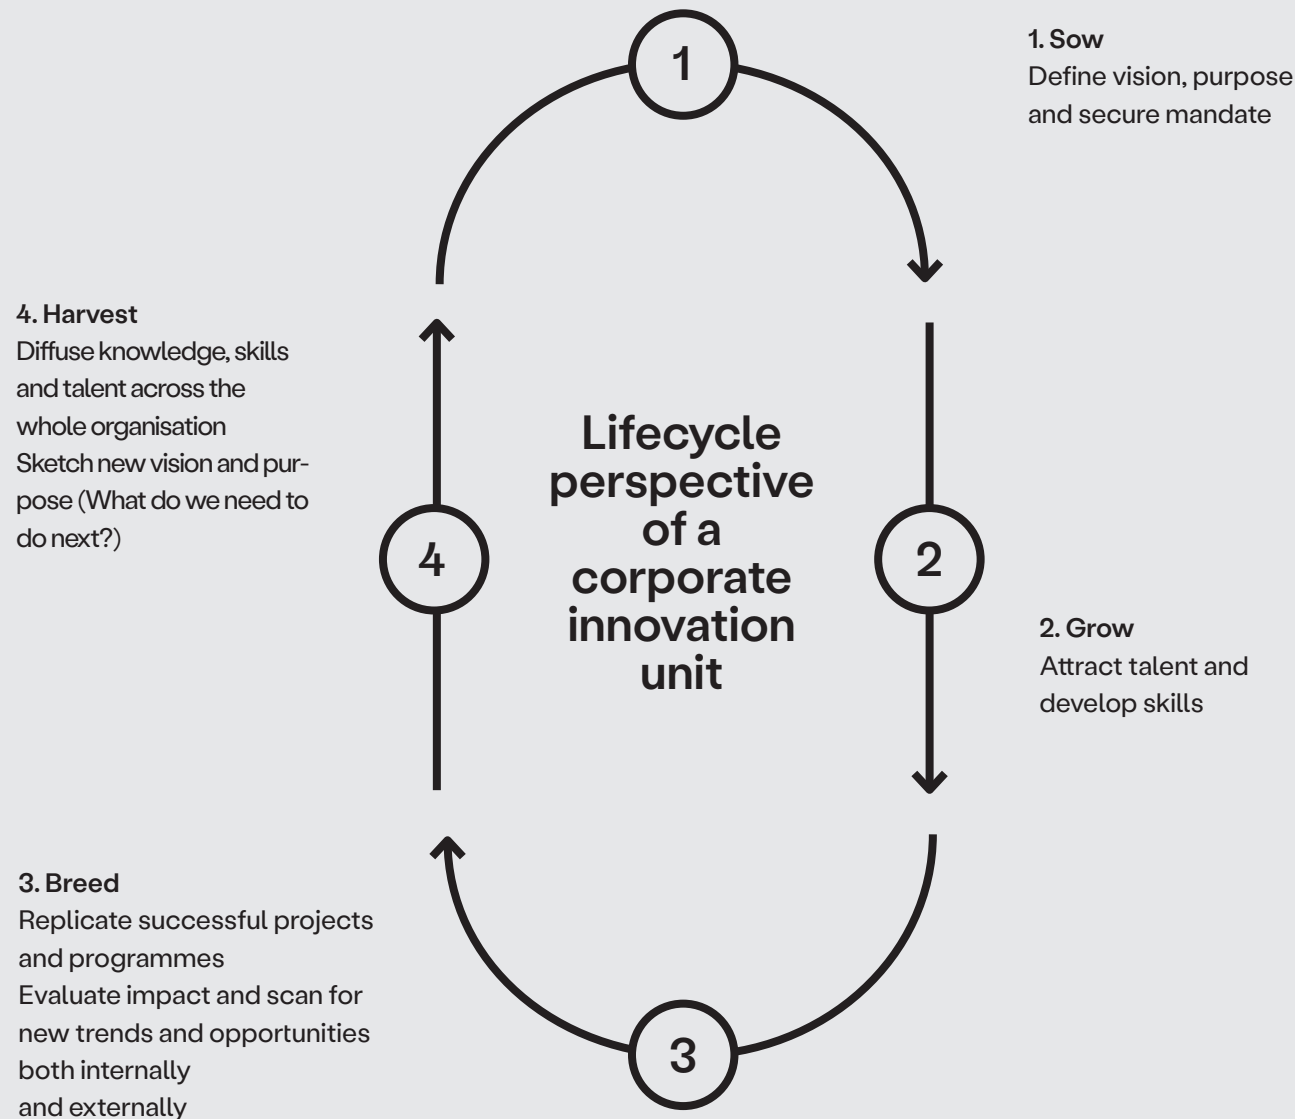 1
1. Sow
Define vision, purpose
and secure mandate
4. Harvest
Diffuse knowledge, skills
and talent across the
whole organisation
Sketch new vision and pur-
pose (What do we need to
do next?)
4
Lifecycle
perspective
of a
corporate
innovation
unit
2
2. Grow
Attract talent and
develop skills
3. Breed
Replicate successful projects
and programmes
Evaluate impact and scan for
new trends and opportunities
both internally
and externally
3